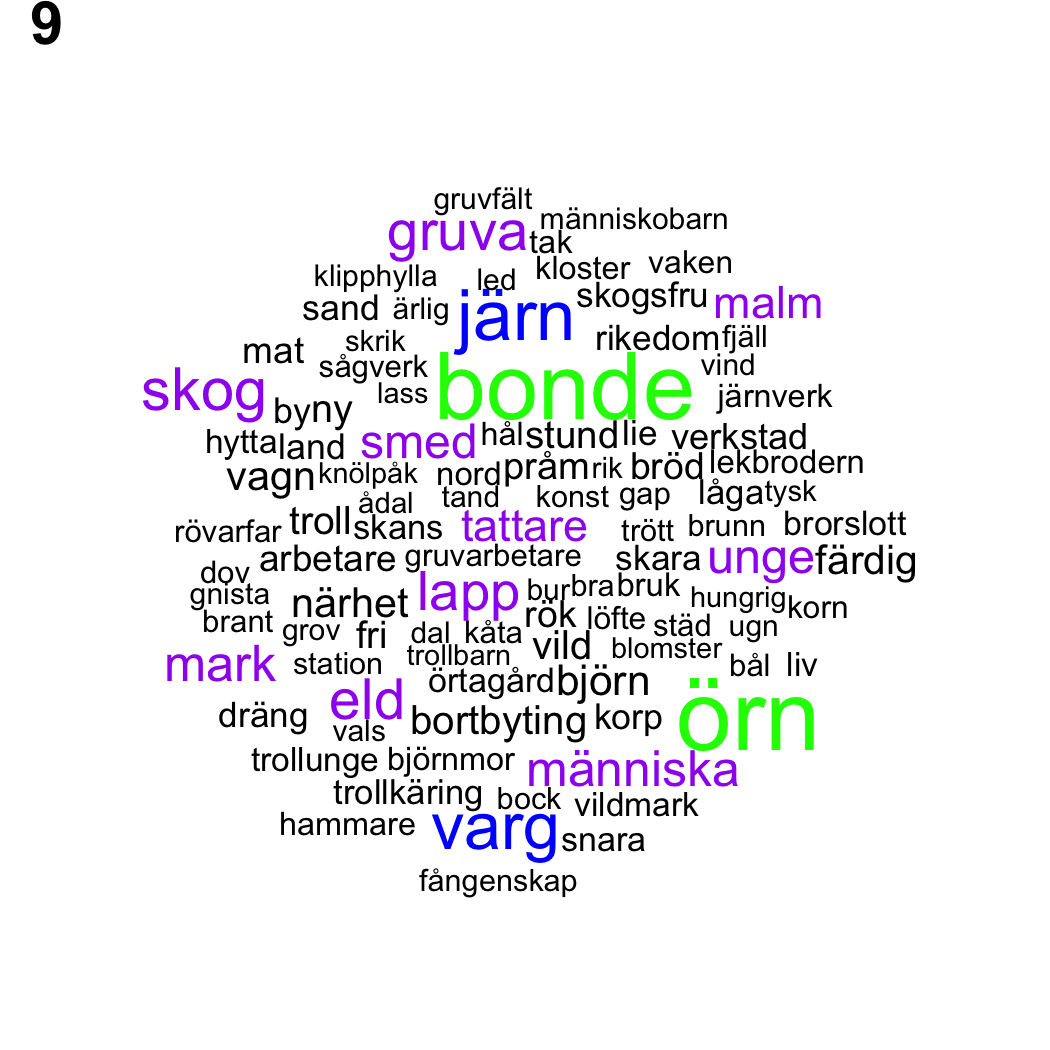 9
gruvfält
människobarn
gruva tak
kloster vaken
klipphylla led
skogsfru malm
sand ärlig järn
rikedom fjäll
skrik
mat sågverk vind
skog lass bonde järnverk
by ny
hytta land smed hål stund lie verkstad
vagn knölpåk nord pråm rik bröd lekbrodern
ådal tand konst gap låga tysk
rövarfar troll skans tattare trött brunn brorslott
arbetare gruvarbetare skara unge färdig
dov
gnista närhet lapp bur bra bruk hungrig korn
brant grov fri dal kåta rök löfte städ ugn
mark station trollbarn vild blomster bål liv
eld örtagård björn
dräng vals bortbyting korp örn
trollunge björnmor människa
trollkäring bock vildmark
hammare varg snara
fångenskap